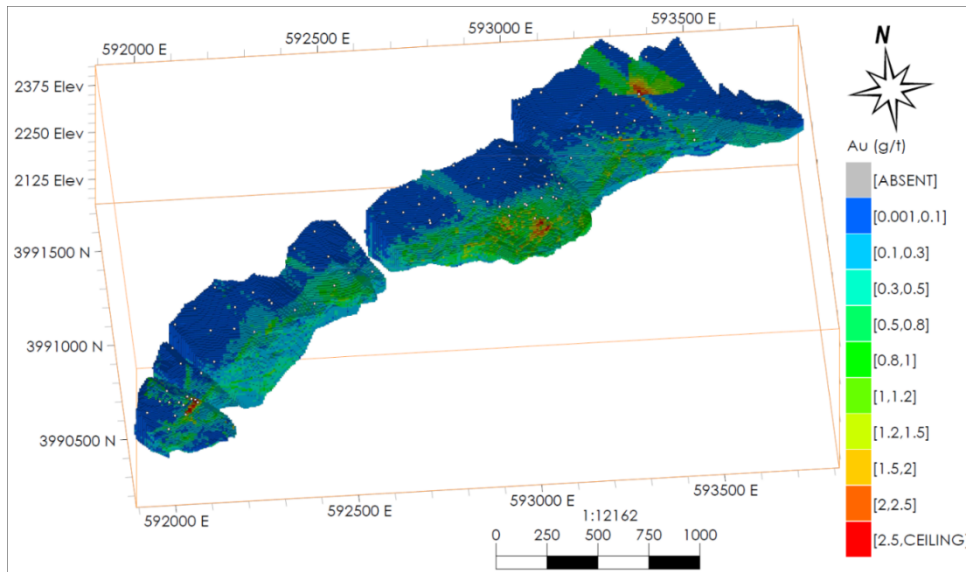 592000 E
592500 E
593000 E
593500 E
N
2375 Elev
2250 Elev
2125 Elev
3991500 N
3991000 N
3990500 N
Au (g/t)
[ABSENT]
[0.001,0.1]
[0.1,0.3]
[0.3,0.5]
[0.5,0.8]
[0.8,1]
[1,1.2]
[1.2,1.5]
[1.5,2]
[2,2.5]
[2.5,CEILING]
592000 E
592500 E
593000 E
593500 E
1:12162
0 250 500 750 1000